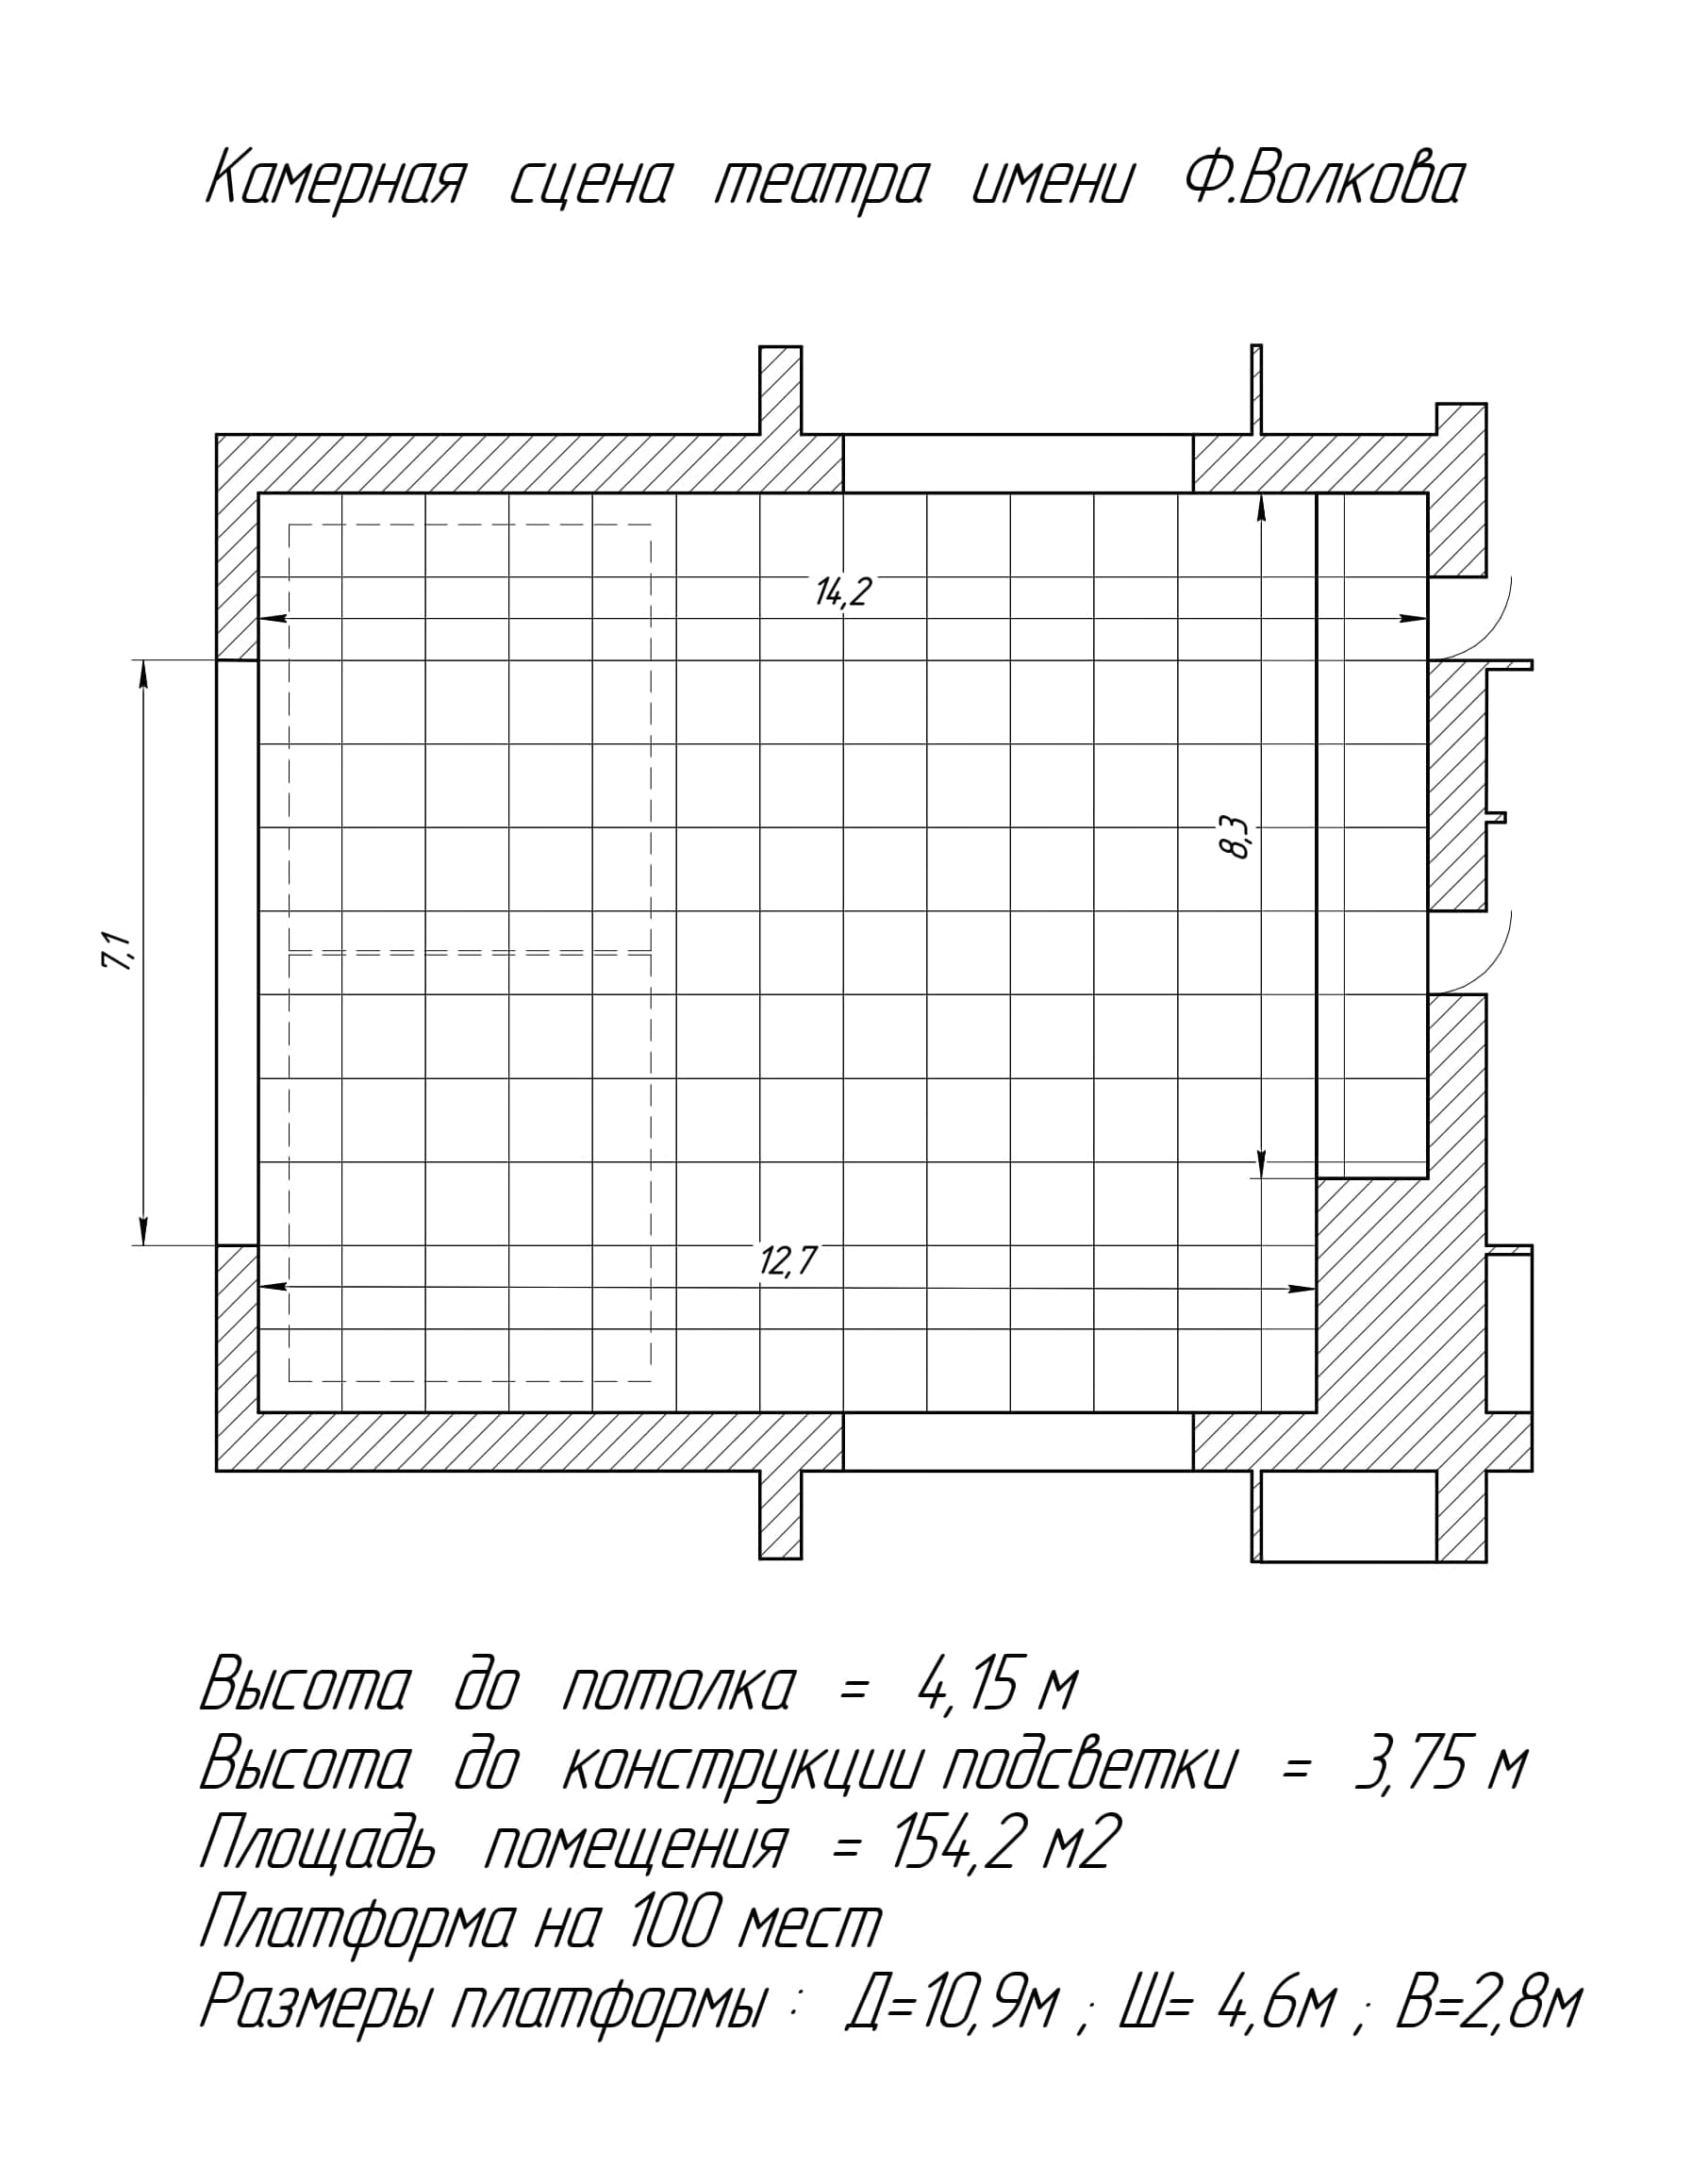 Камерная сцена театра имени Ф.Волкова
14,2
8,3
7,1
12,7
Высота до потолка = 4,15 м
Высота до конструкции подсветки = 3,75 м
Площадь помещения = 154,2 м2
Платформа на 100 мест
Размеры платформы : Д=10,9м ; Ш= 4,6м ; В=2,8м